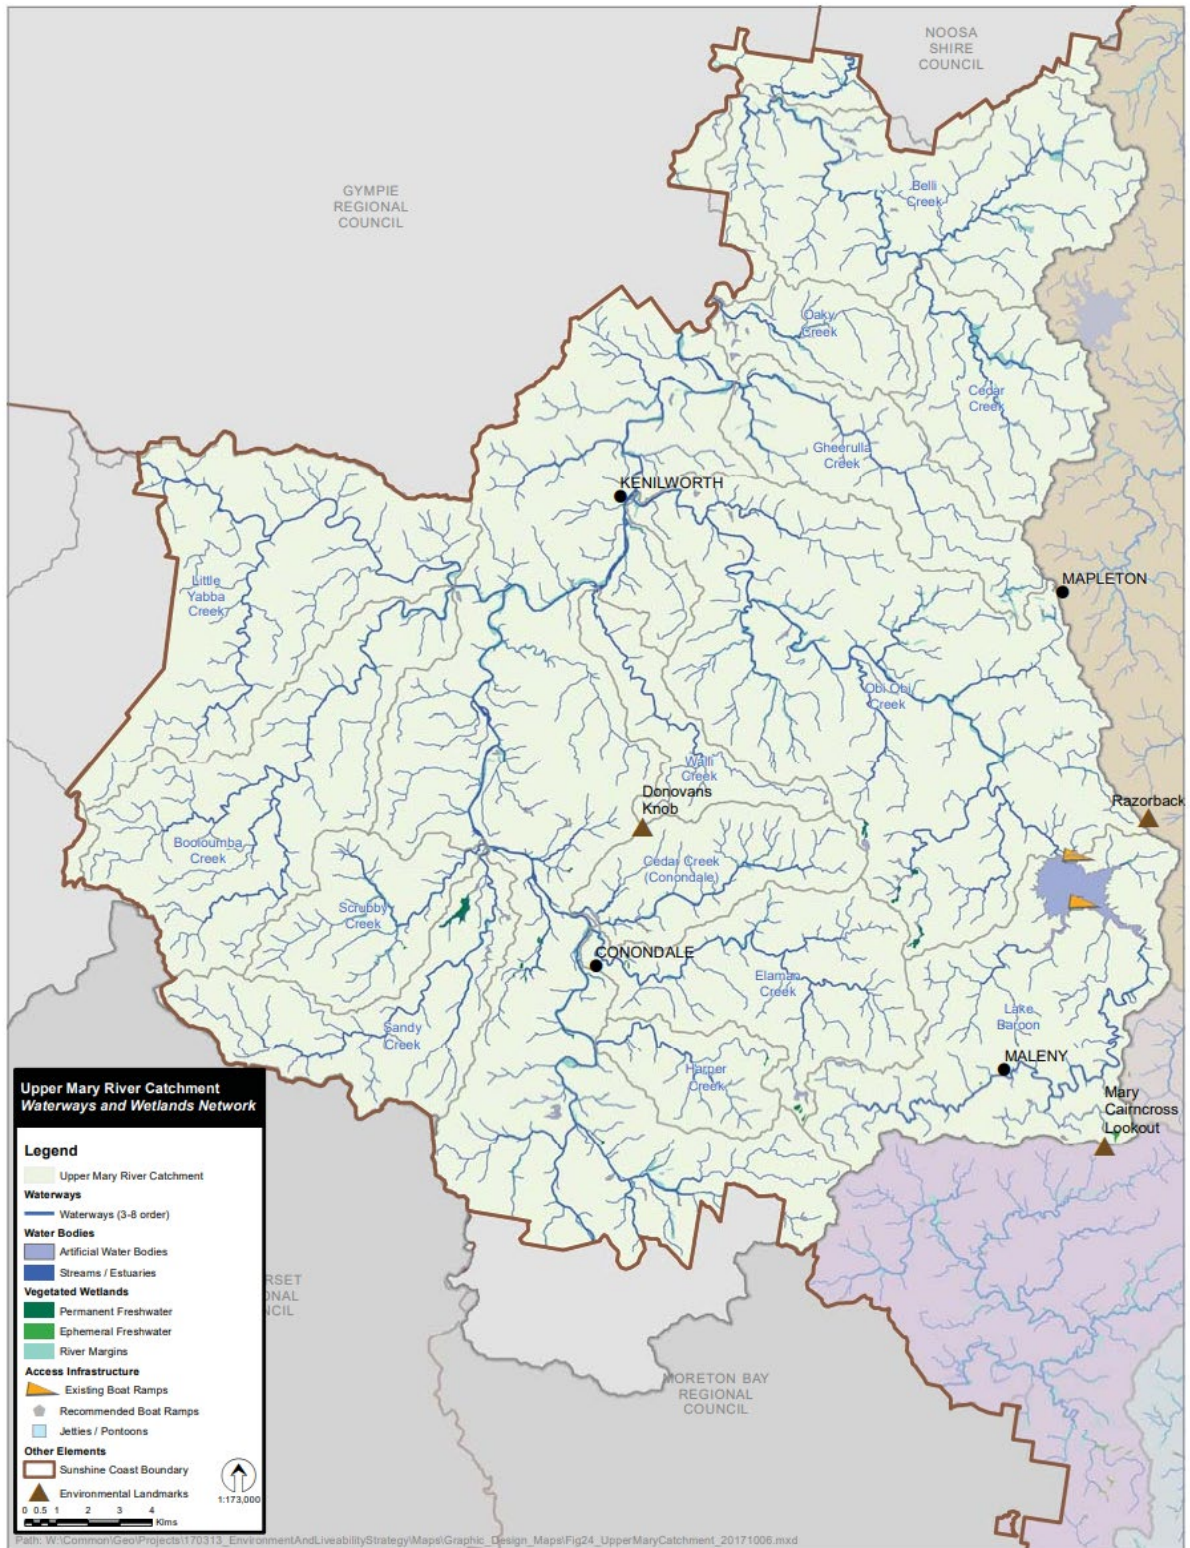 NOOSA
SHIRE
COUNCIL
GYMPIE
REGIONAL
COUNCIL
Belli
Creek
Oaky
Creek
Cedar
Creek
Gheerulla
Creek
KENILWORTH
MAPLETON
Little
Yabba
Creek
Obi Obi
Creek
Walli
Creek
Donovans
Knob
Razorback
Booloumba
Creek
Cedar Creek
(Conondale)
Scrubby
Creek
CONONDALE
Elaman
Creek
Lake
Baroon
Sandy
Creek
MALENY
Harper
Creek
Mary
Cairncross
Lookout
Upper Mary River Catchment
Waterways and Wetlands Network
Legend
Upper Mary River Catchment
Waterways
Waterways (3-8 order)
Water Bodies
Artificial Water Bodies
Streams / Estuaries
Vegetated Wetlands
Permanent Freshwater
Ephemeral Freshwater
River Margins
Access Infrastructure
Existing Boat Ramps
Recommended Boat Ramps
Jetties / Pontoons
Other Elements
Sunshine Coast Boundary
Environmental Landmarks
1:173,000
0 0.5 1 2 3 4
Klms
RSET
ONAL
NCIL
MORETON BAY
REGIONAL
COUNCIL
Path: W:\Common\Geo\Projects\170313_EnvironmentAndLiveabilityStrategy\Maps\Graphic_Design_Maps\Fig24_UpperMaryCatchment_20171006.mxd